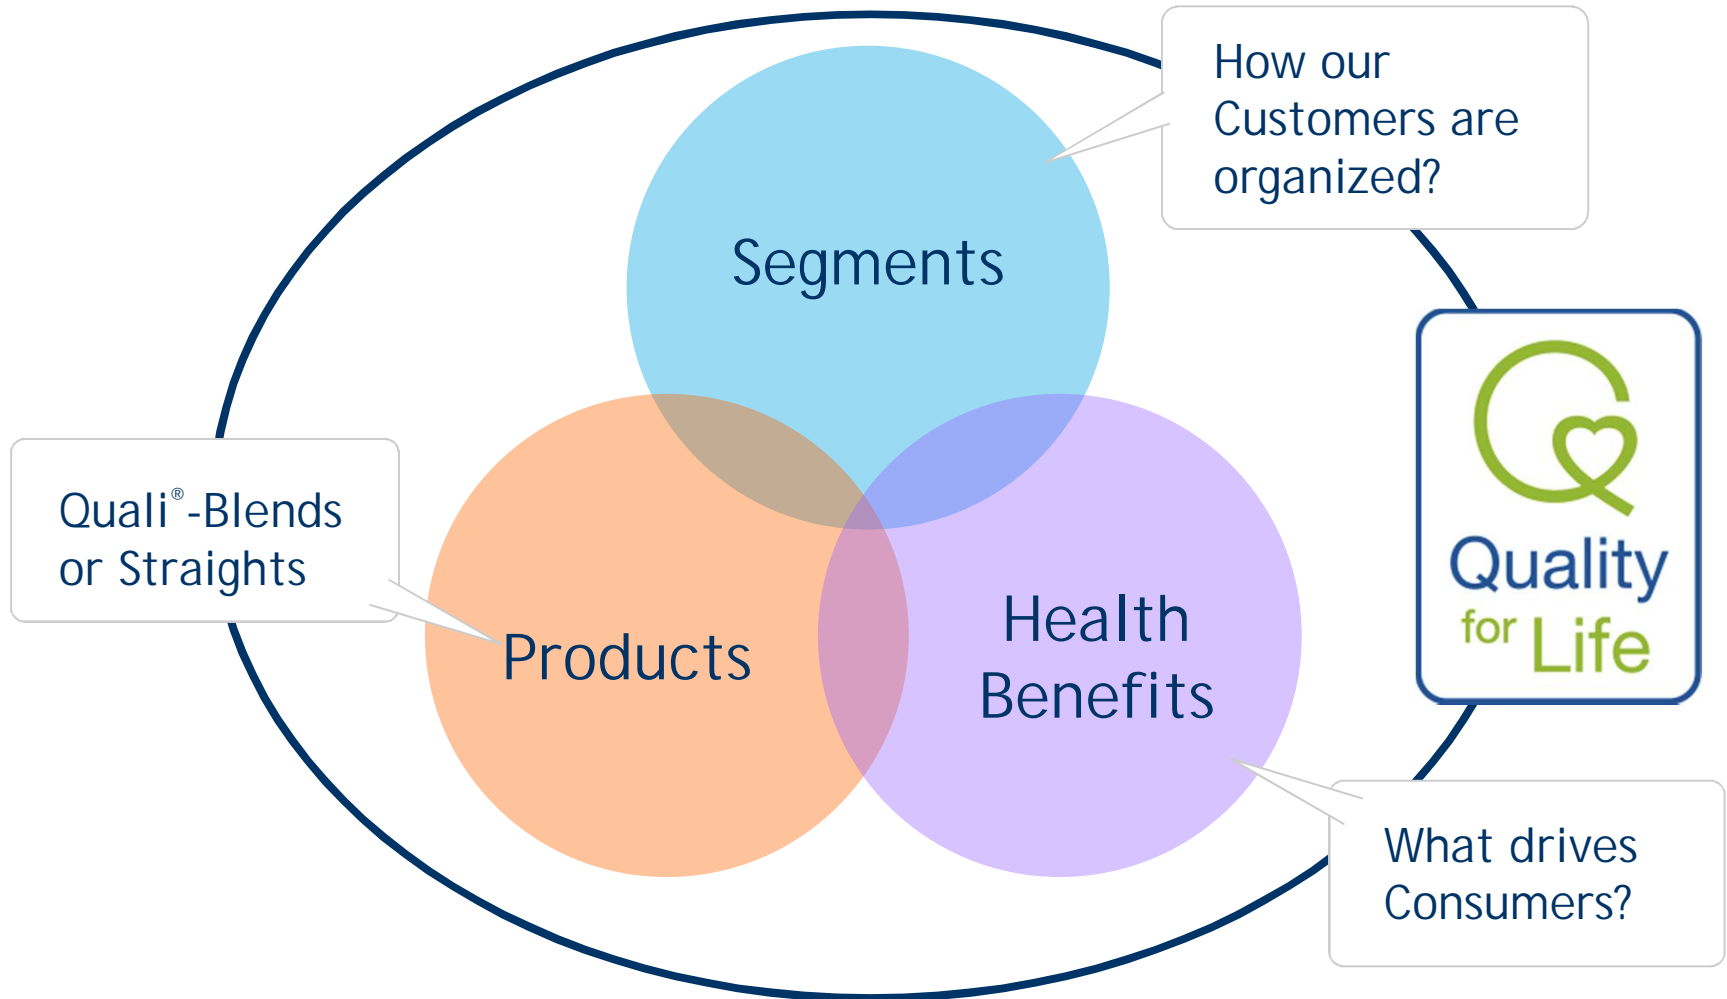 How our
Customers are
organized?
Segments
Quali®-Blends
or Straights
Products
Health
Benefits
Quality
for Life
What drives
Consumers?